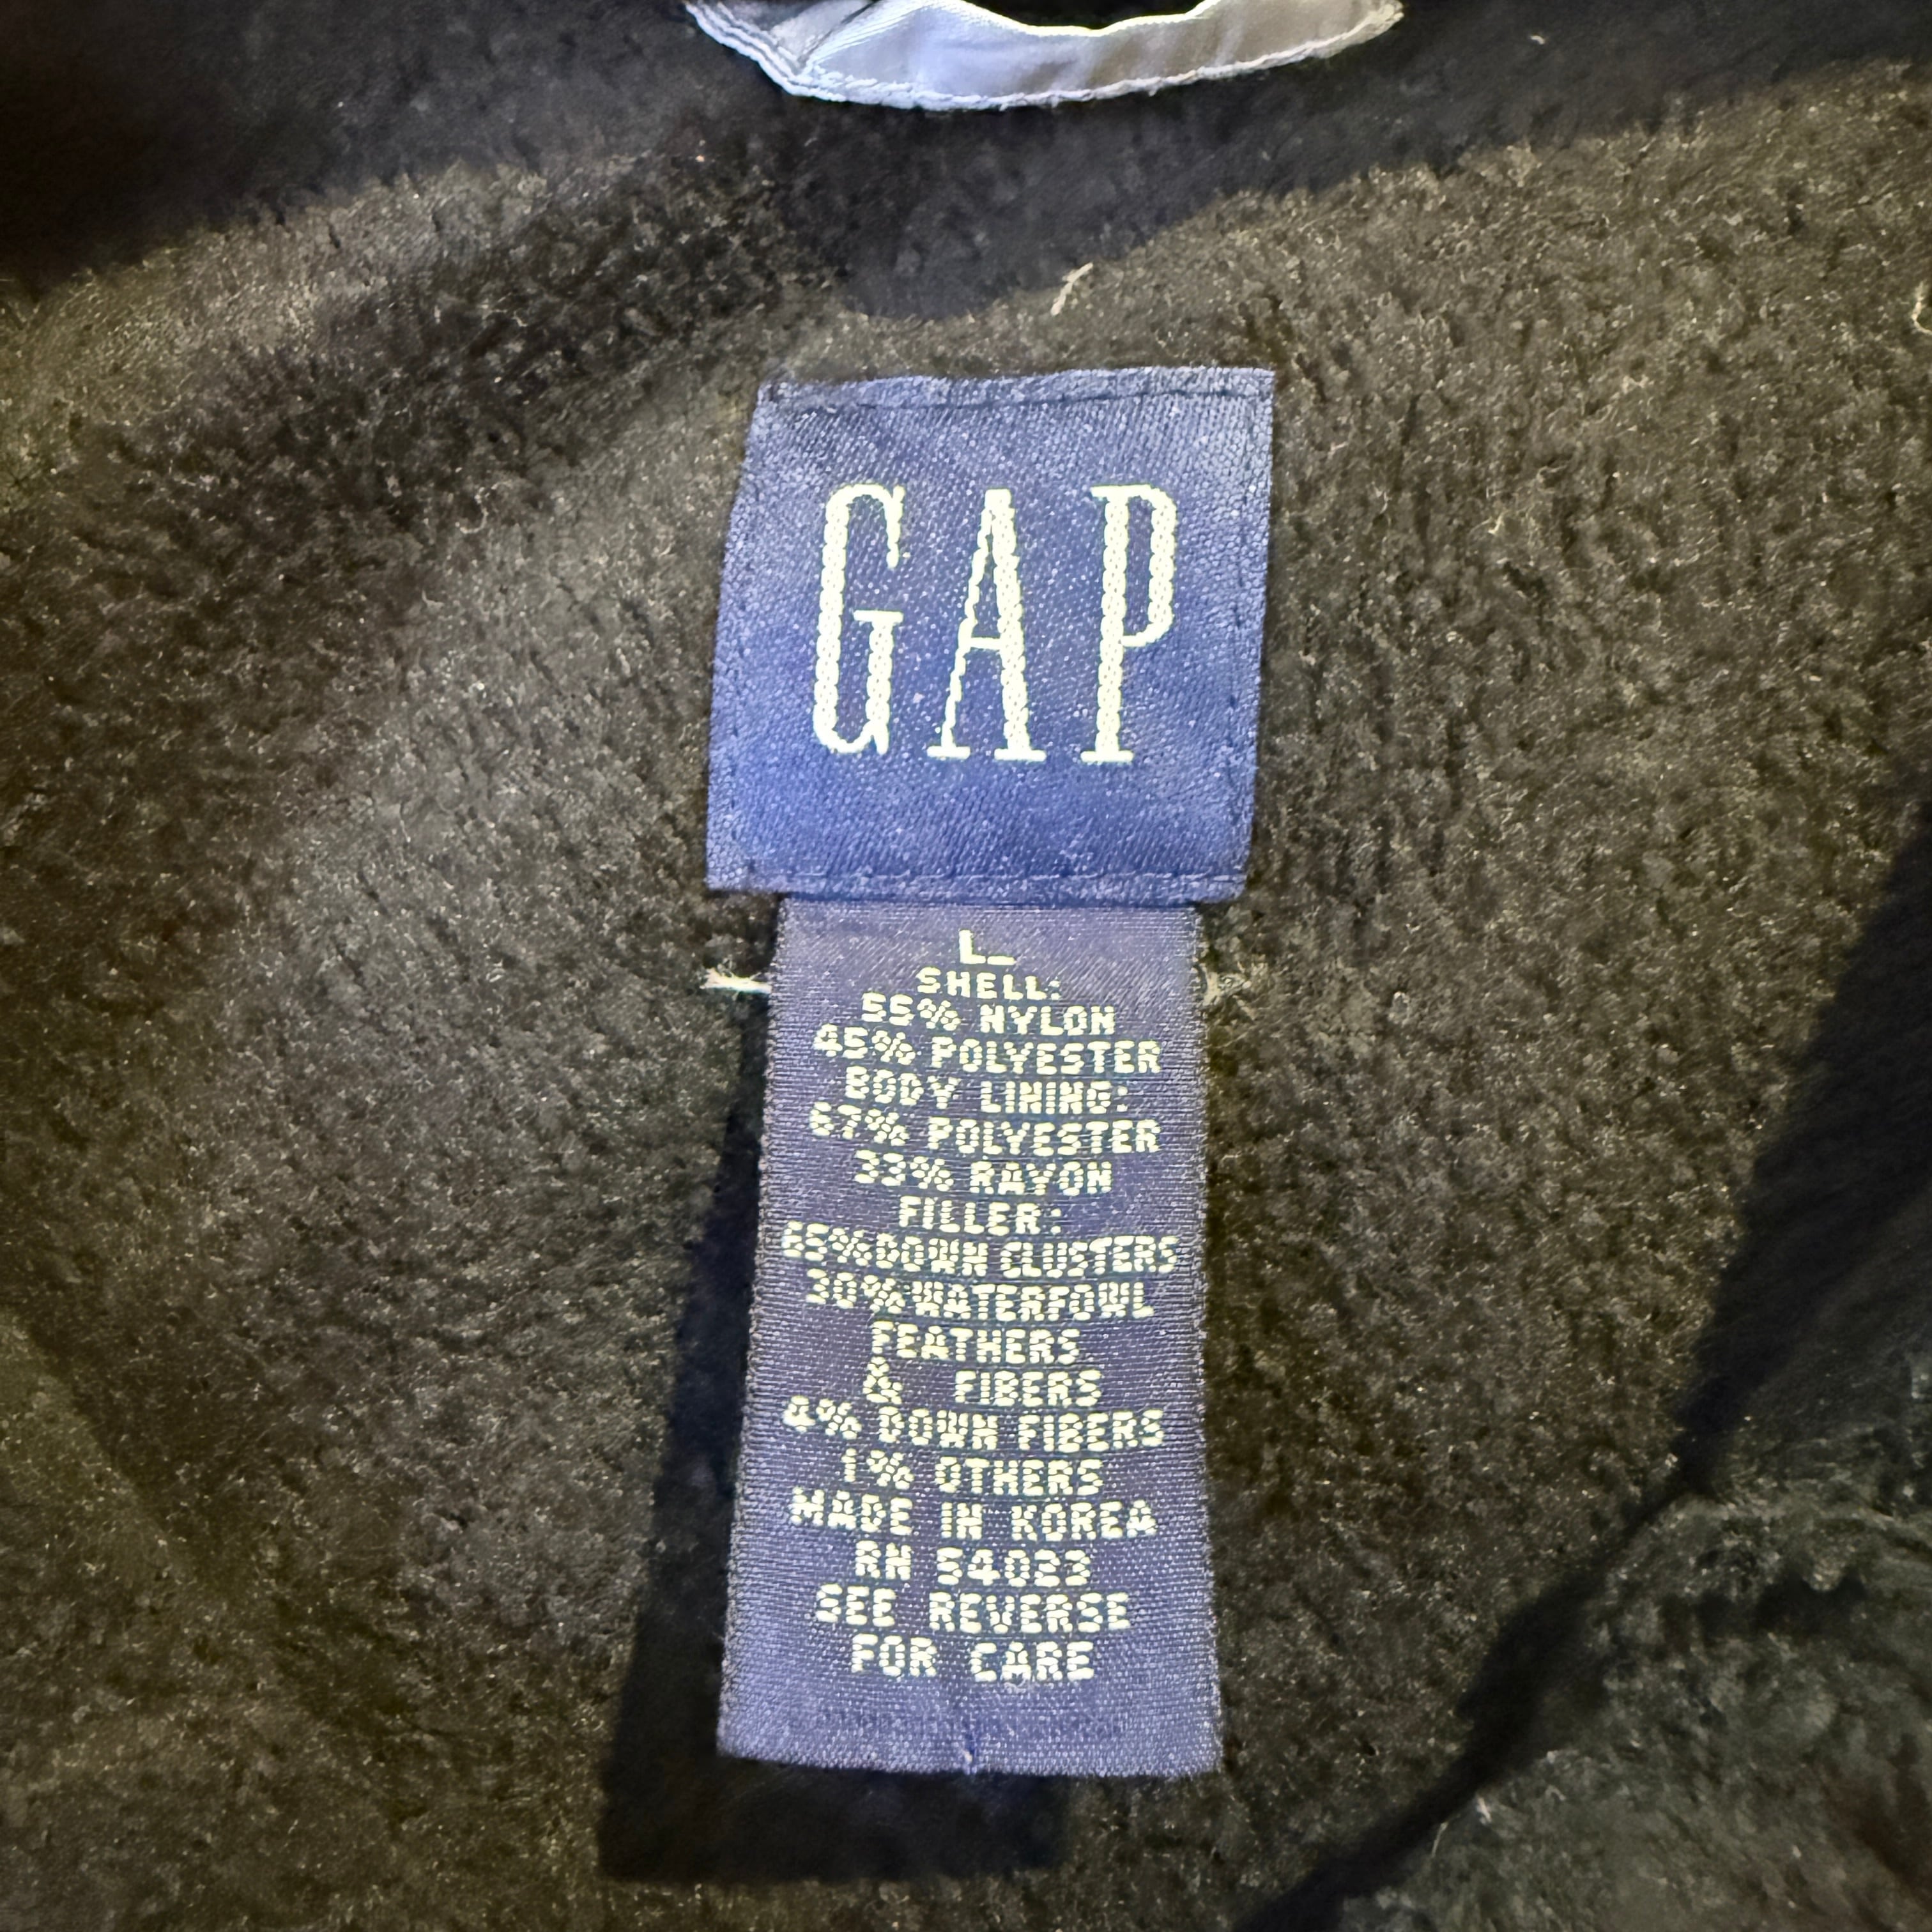 GAP
L
SHELL:
55% NYLON
45% POLYESTER
BODY LINING:
67% POLYESTER
33% RAYON
FILLER:
65%DOWN CLUSTERS
30%WATERFOWL
FEATHERS
& FIBERS
4% DOWN FIBERS
1% OTHERS
MADE IN KOREA
RN 54023
SEE REVERSE
FOR CARE